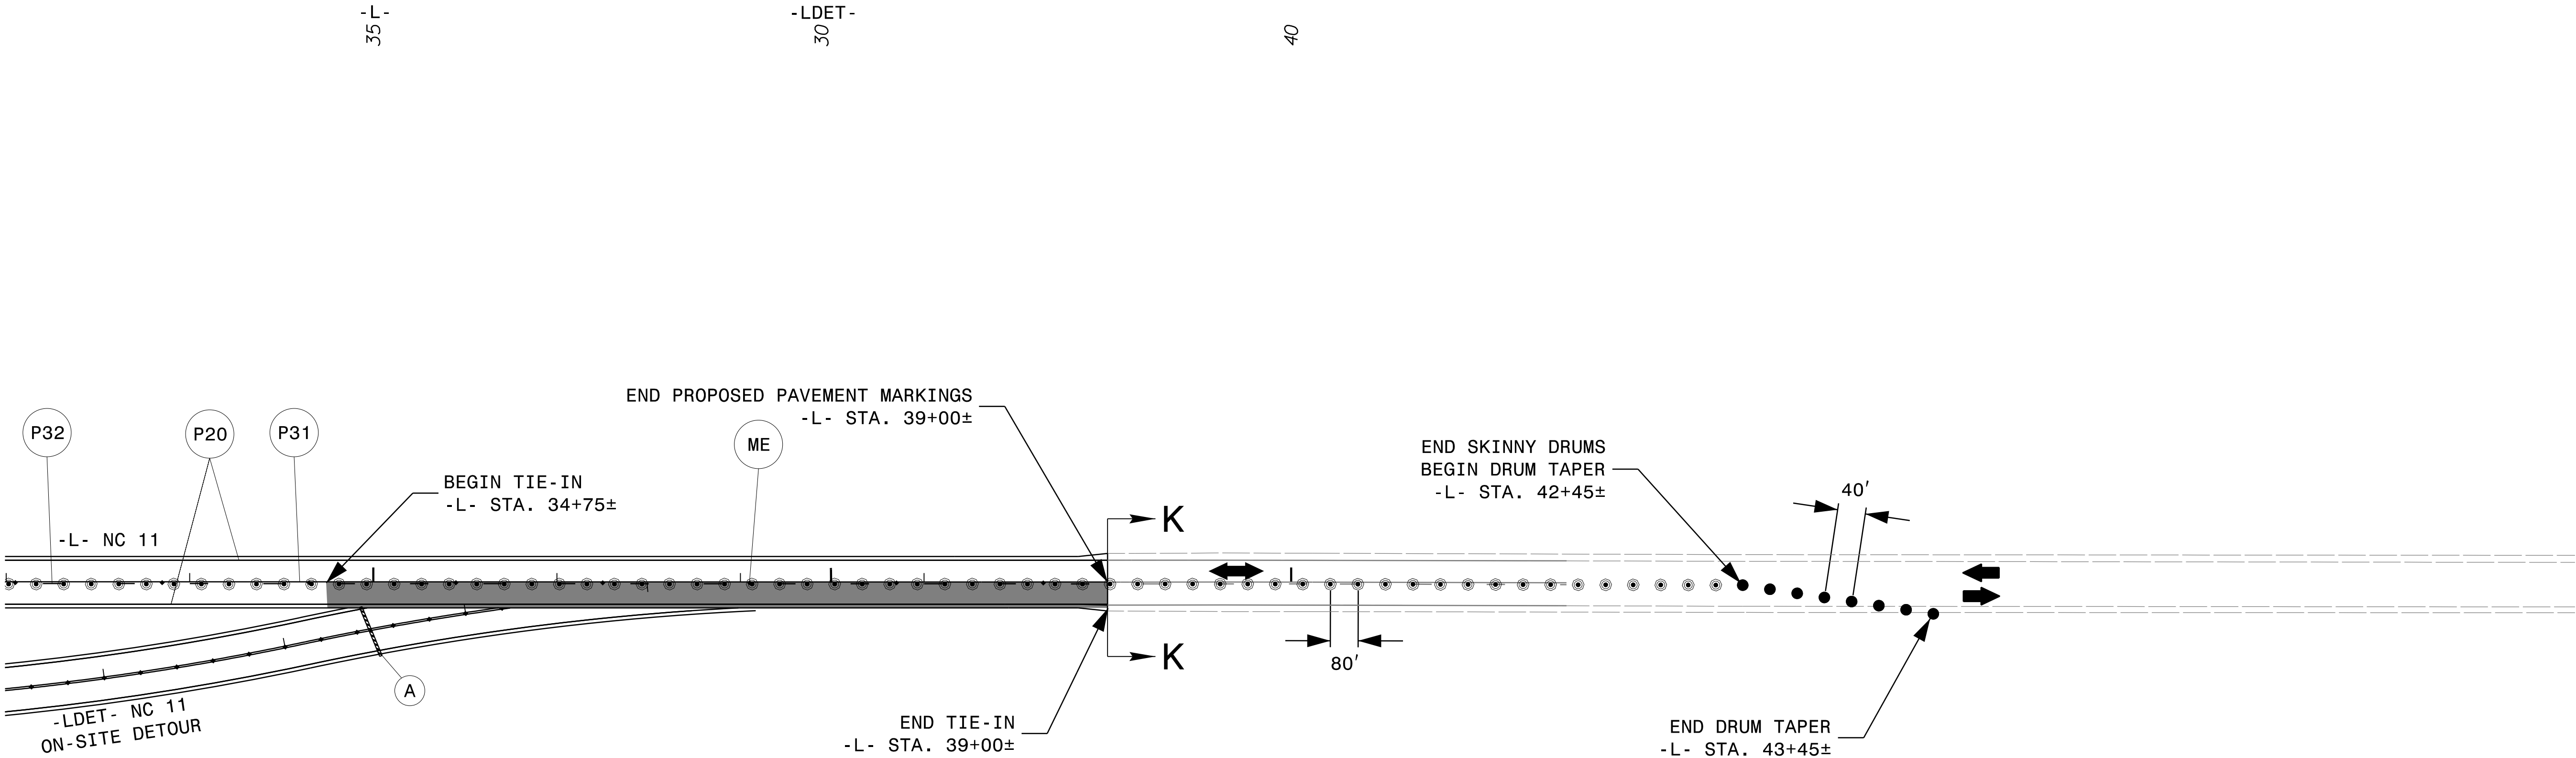 -L-
35
-LDET-
30
40
END PROPOSED PAVEMENT MARKINGS
-L- STA. 39+00±
P32
P20
P31
ME
BEGIN TIE-IN
-L- STA. 34+75±
END SKINNY DRUMS
BEGIN DRUM TAPER
-L- STA. 42+45±
40'
-L- NC 11
K
K
80'
A
-LDET- NC 11
ON-SITE DETOUR
END TIE-IN
-L- STA. 39+00±
END DRUM TAPER
-L- STA. 43+45±